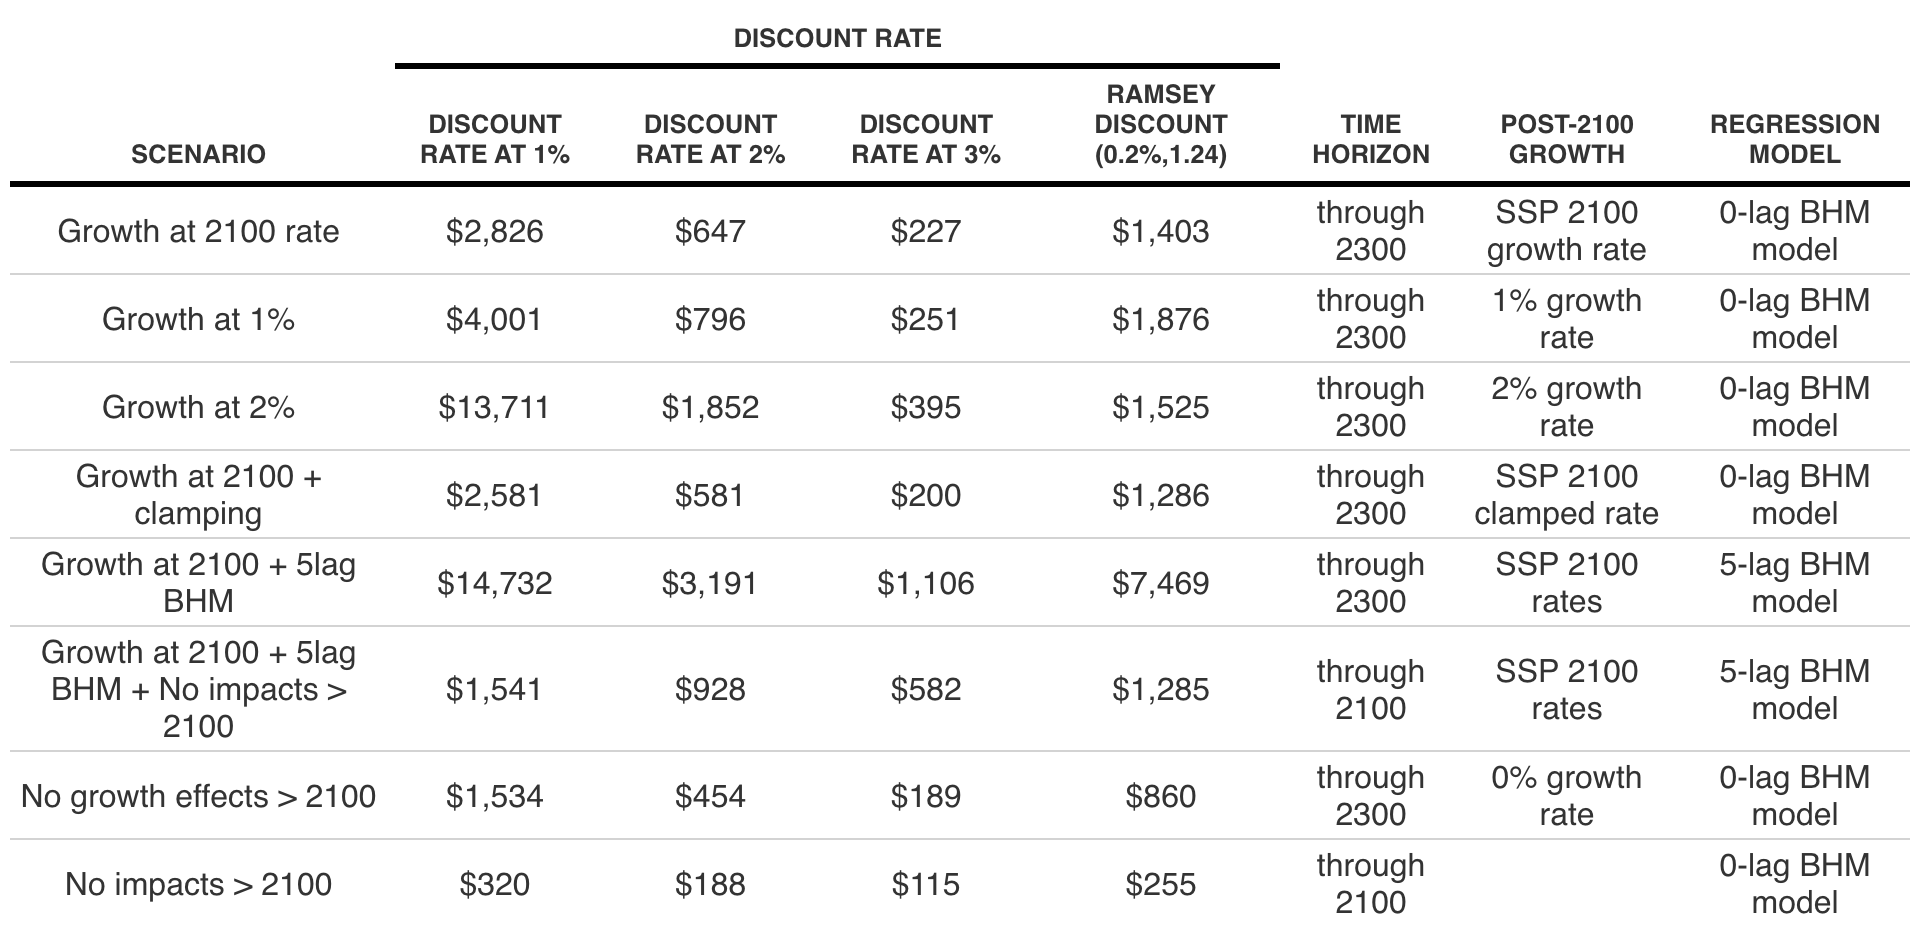 DISCOUNT RATE
SCENARIO
DISCOUNT
RATE AT 1%
DISCOUNT
RATE AT 2%
DISCOUNT
RATE AT 3%
RAMSEY
DISCOUNT
(0.2%,1.24)
TIME
HORIZON
POST-2100
GROWTH
REGRESSION
MODEL
Growth at 2100 rate
$2,826
$647
$227
$1,403
through
2300
SSP 2100
growth rate
0-lag BHM
model
Growth at 1%
$4,001
$796
$251
$1,876
through
2300
1% growth
rate
0-lag BHM
model
Growth at 2%
$13,711
$1,852
$395
$1,525
through
2300
2% growth
rate
0-lag BHM
model
Growth at 2100 +
clamping
$2,581
$581
$200
$1,286
through
2300
SSP 2100
clamped rate
0-lag BHM
model
Growth at 2100 + 5lag
BHM
$14,732
$3,191
$1,106
$7,469
through
2300
SSP 2100
rates
5-lag BHM
model
Growth at 2100 + 5lag
BHM + No impacts >
2100
$1,541
$928
$582
$1,285
through
2100
SSP 2100
rates
5-lag BHM
model
No growth effects > 2100
$1,534
$454
$189
$860
through
2300
0% growth
rate
0-lag BHM
model
No impacts > 2100
$320
$188
$115
$255
through
2100
0-lag BHM
model